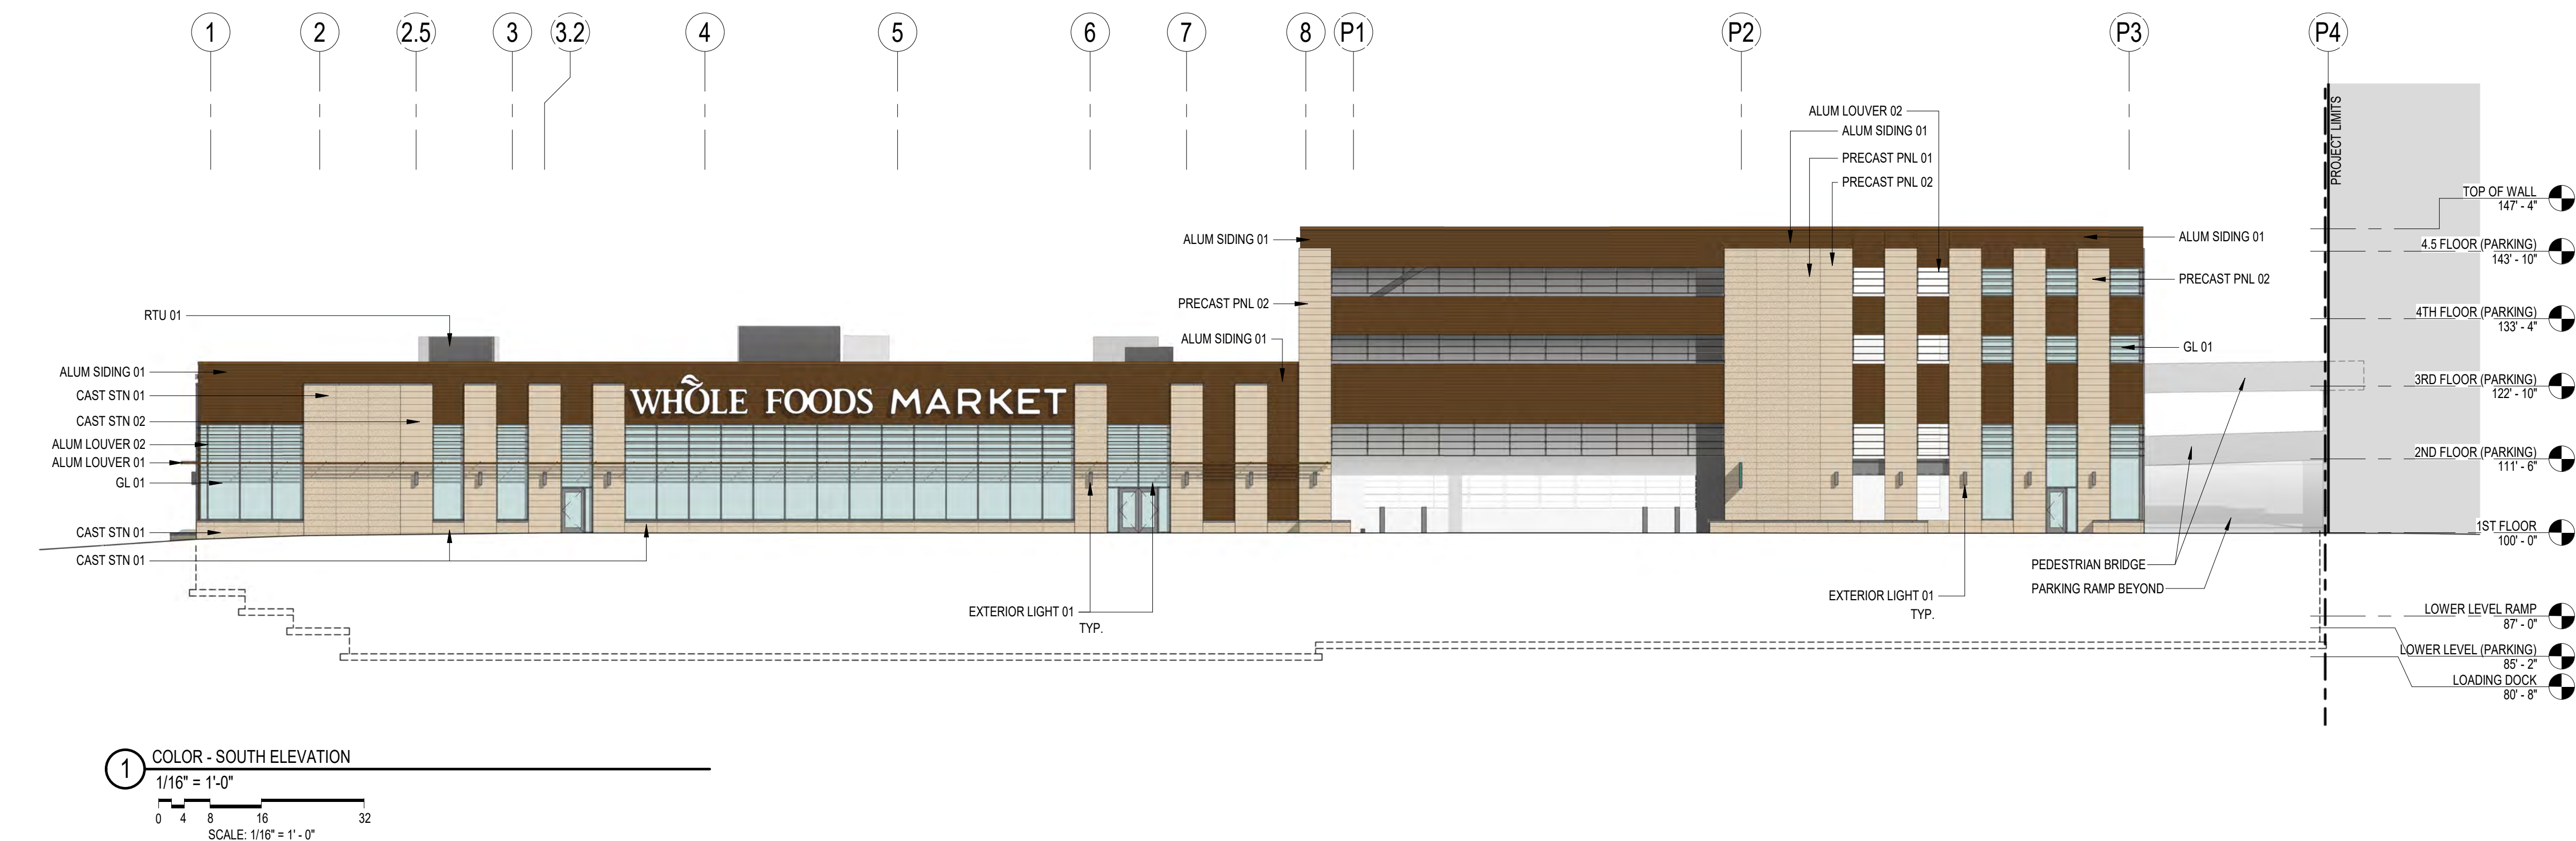 1 2 2.5 3 3.2 4 5 6 7 8 P1 P2 P3 P4
PROJECT LIMITS
ALUM LOUVER 02
ALUM SIDING 01
PRECAST PNL 01
PRECAST PNL 02
TOP OF WALL
147' - 4"
ALUM SIDING 01
ALUM SIDING 01
4.5 FLOOR (PARKING)
143' - 10"
PRECAST PNL 02
PRECAST PNL 02
RTU 01
4TH FLOOR (PARKING)
133' - 4"
ALUM SIDING 01
GL 01
ALUM SIDING 01
3RD FLOOR (PARKING)
122' - 10"
CAST STN 01
WHOLE FOODS MARKET
CAST STN 02
ALUM LOUVER 02
2ND FLOOR (PARKING)
111' - 6"
ALUM LOUVER 01
GL 01
1ST FLOOR
100' - 0"
CAST STN 01
CAST STN 01
PEDESTRIAN BRIDGE
PARKING RAMP BEYOND
EXTERIOR LIGHT 01
TYP.
EXTERIOR LIGHT 01
TYP.
LOWER LEVEL RAMP
87' - 0"
LOWER LEVEL (PARKING)
85' - 2"
LOADING DOCK
80' - 8"
1 COLOR - SOUTH ELEVATION
1/16" = 1'-0"
0 4 8 16 32
SCALE: 1/16" = 1' - 0"